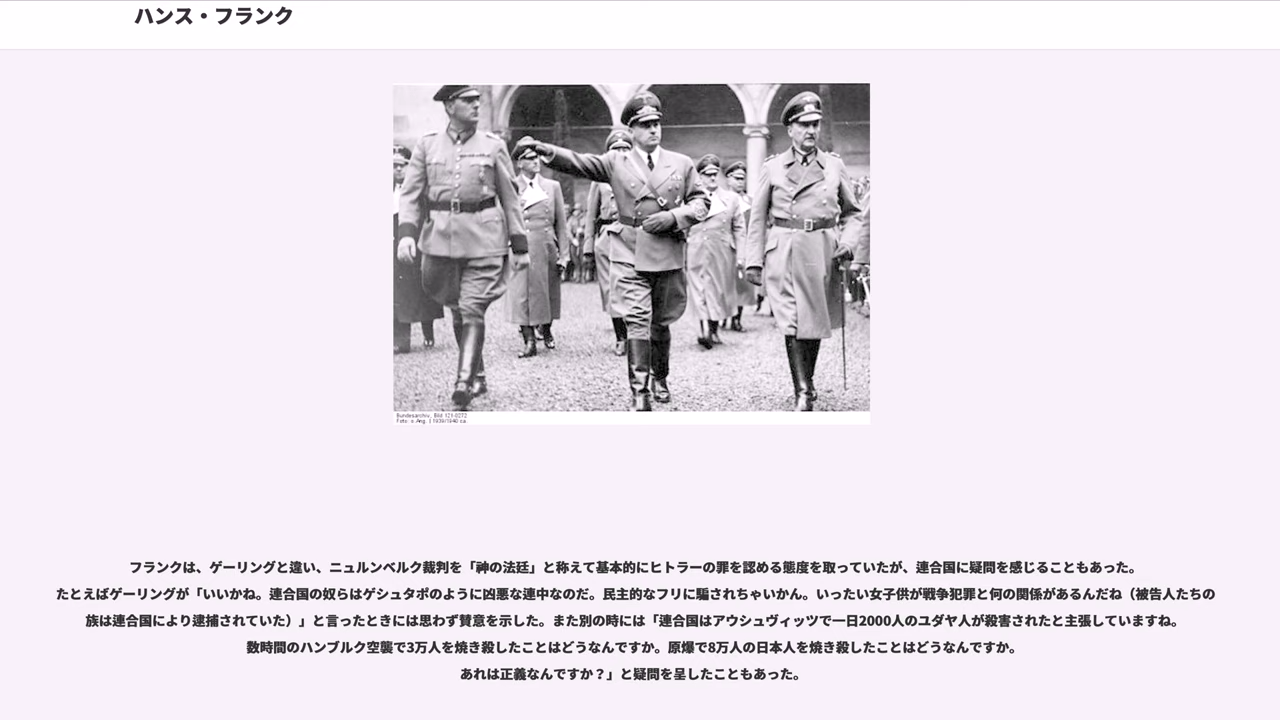 ハンス・フランク
Bundesarchiv, Bild 121-0272
Foto: o.Ang. | 1939/1940 ca.
フランクは、ゲーリングと違い、ニュルンベルク裁判を「神の法廷」と称えて基本的にヒトラーの罪を認める態度を取っていたが、連合国に疑問を感じることもあった。
たとえばゲーリングが「いいかね。連合国の奴らはゲシュタポのように凶悪な連中なのだ。民主的なフリに騙されちゃいかん。いったい女子供が戦争犯罪と何の関係があるんだね（被告人たちの
族は連合国により逮捕されていた）」と言ったときには思わず賛意を示した。また別の時には「連合国はアウシュヴィッツで一日2000人のユダヤ人が殺害されたと主張していますね。
数時間のハンブルク空襲で3万人を焼き殺したことはどうなんですか。原爆で8万人の日本人を焼き殺したことはどうなんですか。
あれは正義なんですか？」と疑問を呈したこともあった。